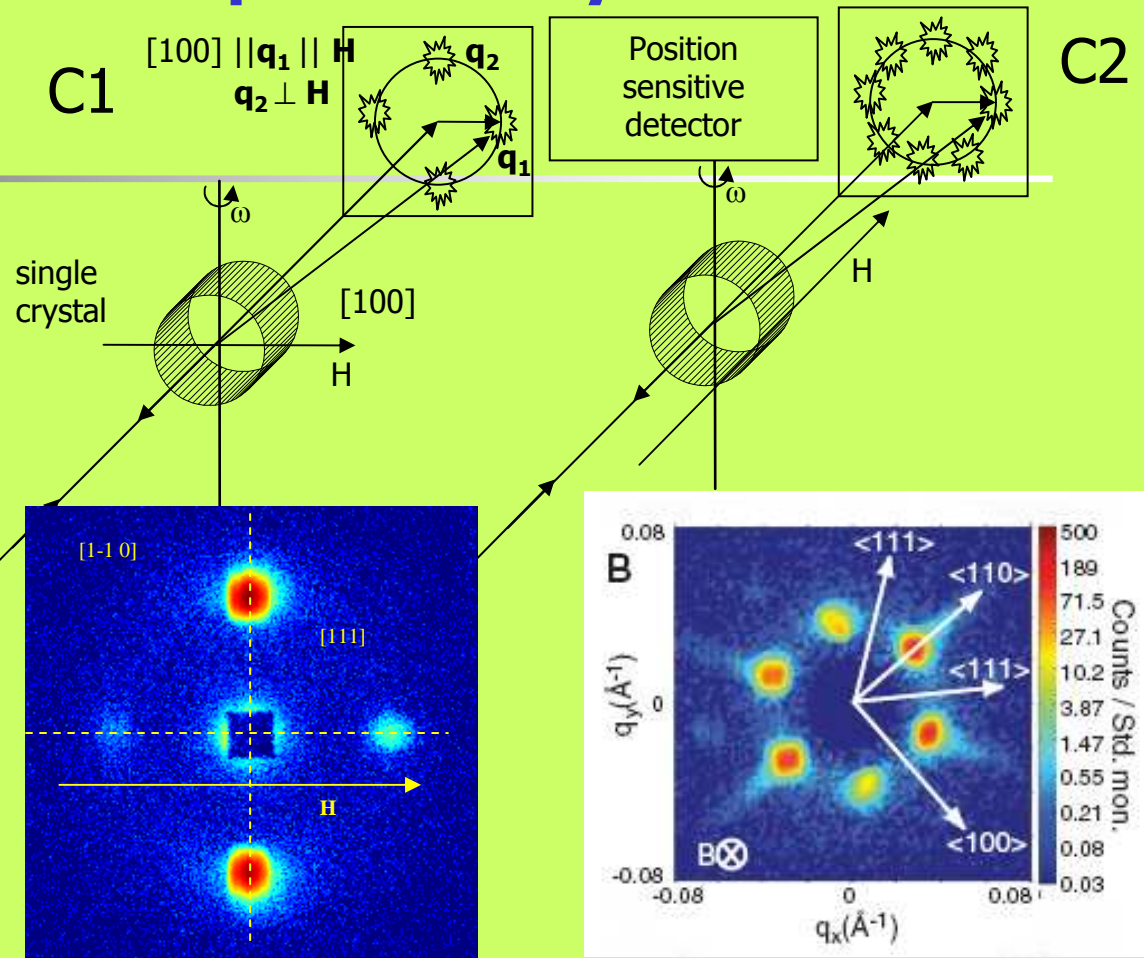 C1
[100] ||q1 || H
q2 ⊥ H
q2
q1
Position
sensitive
detector
C2
ω
single
crystal
[100]
H
ω
H
[1-1 0]
[111]
H
B
0.08
0
-0.08
qy(Å-1)
<111>
<110>
<111>
<100>
B⊗
-0.08
0
0.08
qx(Å-1)
500
189
71.5
27.1
10.2
3.87
1.47
0.55
0.21
0.08
0.03
Counts / Std. mon.